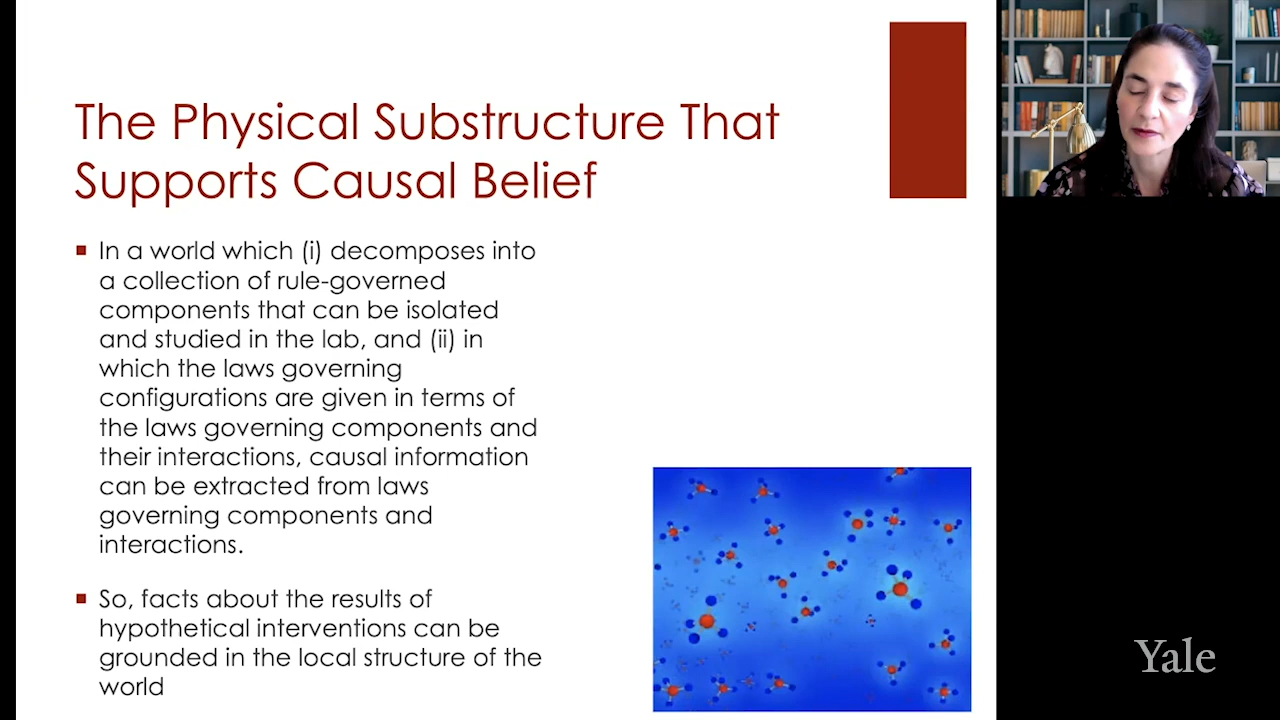 The Physical Substructure That
Supports Causal Belief
▪ In a world which (i) decomposes into
a collection of rule-governed
components that can be isolated
and studied in the lab, and (ii) in
which the laws governing
configurations are given in terms of
the laws governing components and
their interactions, causal information
can be extracted from laws
governing components and
interactions.
▪ So, facts about the results of
hypothetical interventions can be
grounded in the local structure of the
world
Yale